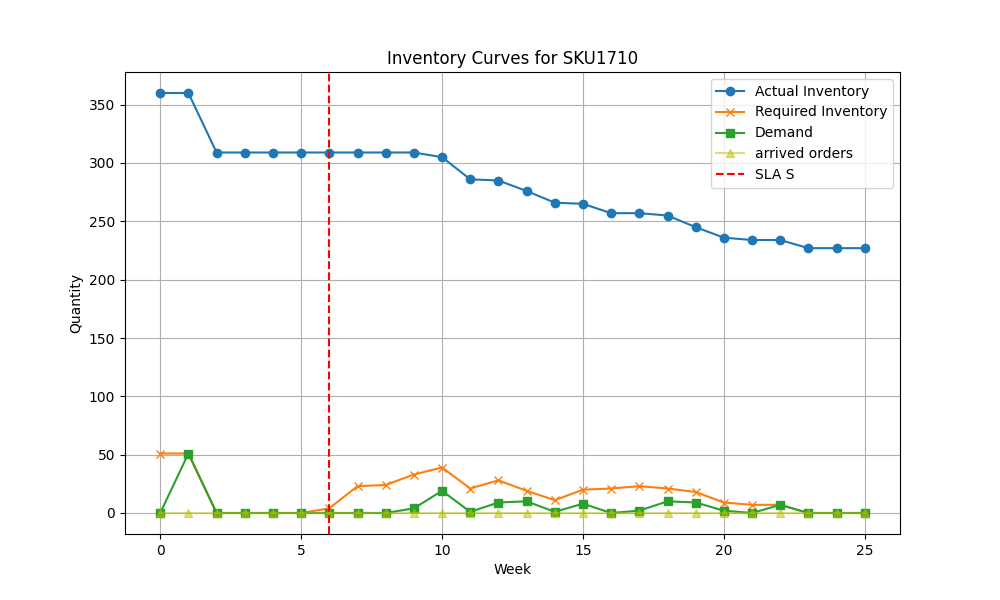 Inventory Curves for SKU1710
Actual Inventory
Required Inventory
Demand
arrived orders
SLA S
350
300
250
200
150
100
50
0
Quantity
0 5 10 15 20 25
Week